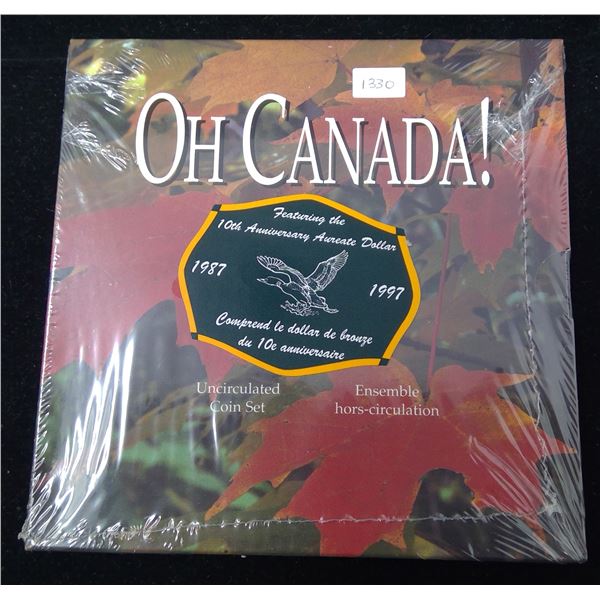 1330
OH CANADA!
Featuring the
10th Anniversary Aureate Dollar
1987
1997
Comprend le dollar de bronze
du 10e anniversaire
Uncirculated
Coin Set
Ensemble
hors-circulation